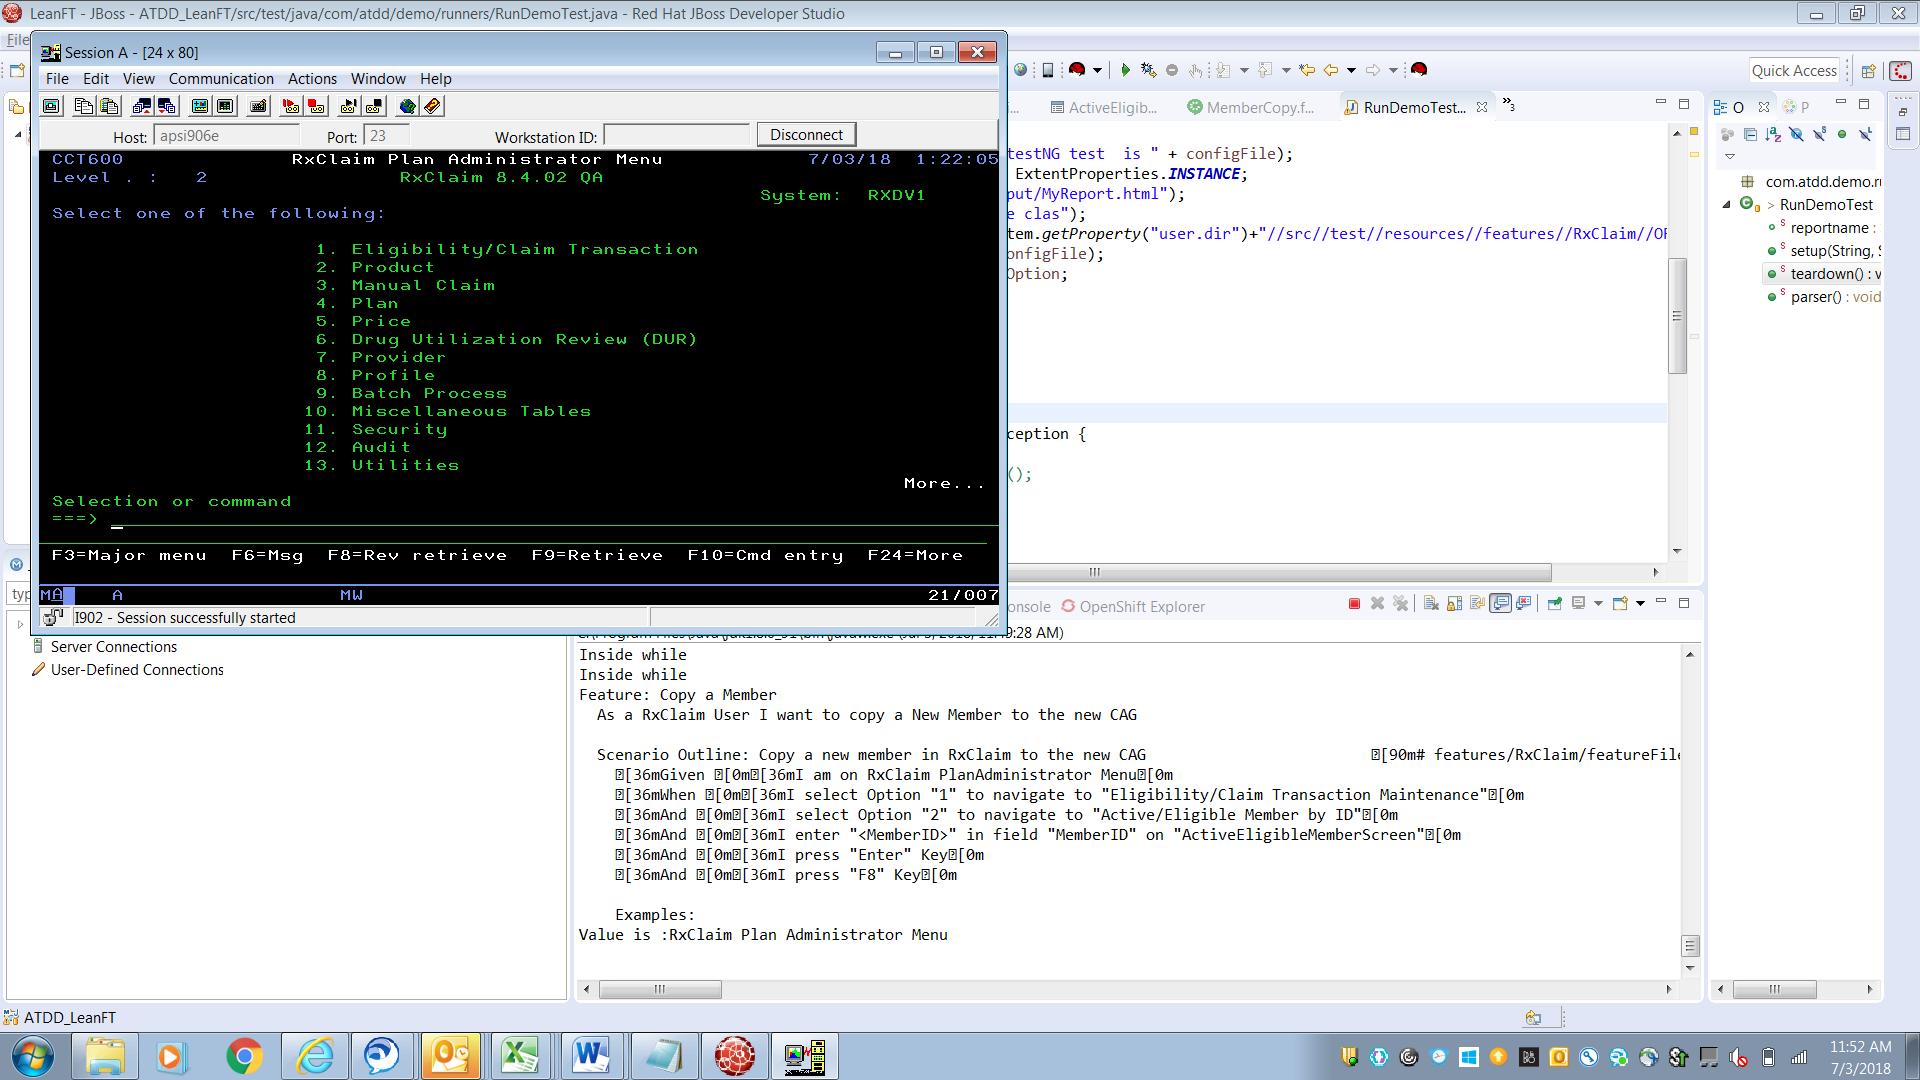 LeanFT - JBoss - ATDD_LeanFT/src/test/java/com/atdd/demo/runners/RunDemoTest.java - Red Hat JBoss Developer Studio
File
Session A - [24 x 80]
File Edit View Communication Actions Window Help
Host: apsi906e Port: 23 Workstation ID: Disconnect
CCT600 RxClaim Plan Administrator Menu 7/03/18 1:22:05
Level . : 2 RxClaim 8.4.02 QA
System: RXDV1
Select one of the following:
1. Eligibility/Claim Transaction
2. Product
3. Manual Claim
4. Plan
5. Price
6. Drug Utilization Review (DUR)
7. Provider
8. Profile
9. Batch Process
10. Miscellaneous Tables
11. Security
12. Audit
13. Utilities
More...
Selection or command
===>
F3=Major menu F6=Msg F8=Rev retrieve F9=Retrieve F10=Cmd entry F24=More
MA A MW 21/007
I902 - Session successfully started
Quick Access
ActiveEligib... MemberCopy.f... RunDemoTest... »3
testNG test is " + configFile);
ExtentProperties.INSTANCE;
put/MyReport.html");
e clas");
tem.getProperty("user.dir")+"//src//test//resources//features//RxClaim//OR
onfigFile);
Option;
ception {
();
O P
com.atdd.demo.ru
> RunDemoTest
reportname :
setup(String, S
teardown() : v
parser() : void
typ
Server Connections
User-Defined Connections
onsole OpenShift Explorer
:28 AM)
Inside while
Inside while
Feature: Copy a Member
As a RxClaim User I want to copy a New Member to the new CAG
Scenario Outline: Copy a new member in RxClaim to the new CAG [90m# features/RxClaim/featureFile
[36mGiven [0m[36mI am on RxClaim PlanAdministrator Menu[0m
[36mWhen [0m[36mI select Option "1" to navigate to "Eligibility/Claim Transaction Maintenance"[0m
[36mAnd [0m[36mI select Option "2" to navigate to "Active/Eligible Member by ID"[0m
[36mAnd [0m[36mI enter "<MemberID>" in field "MemberID" on "ActiveEligibleMemberScreen"[0m
[36mAnd [0m[36mI press "Enter" Key[0m
[36mAnd [0m[36mI press "F8" Key[0m
Examples:
Value is :RxClaim Plan Administrator Menu
ATDD_LeanFT
11:52 AM
7/3/2018